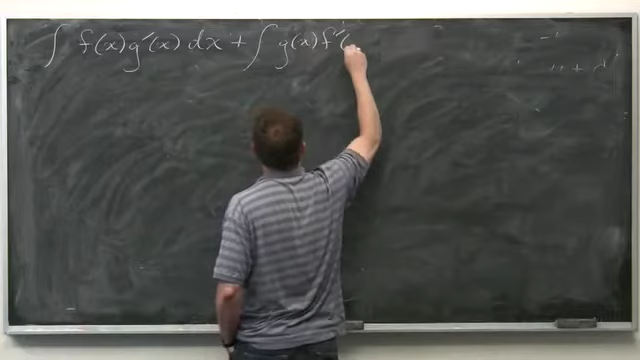 ∫ f(x)g'(x) dx + ∫ g(x)f'(